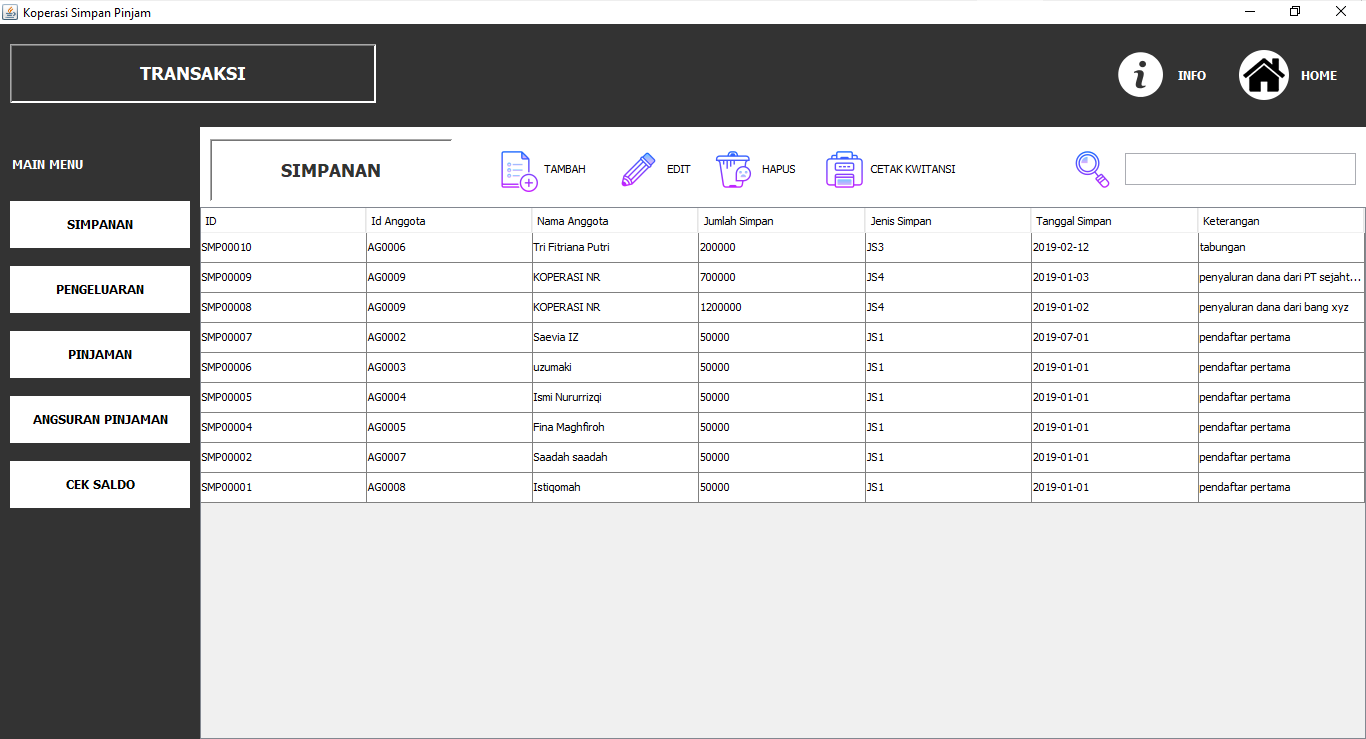 Koperasi Simpan Pinjam
TRANSAKSI
INFO
HOME
MAIN MENU
SIMPANAN
PENGELUARAN
PINJAMAN
ANGSURAN PINJAMAN
CEK SALDO
SIMPANAN
TAMBAH
EDIT
HAPUS
CETAK KWITANSI
ID Id Anggota Nama Anggota Jumlah Simpan Jenis Simpan Tanggal Simpan Keterangan
SMP00010 AG0006 Tri Fitriana Putri 200000 JS3 2019-02-12 tabungan
SMP00009 AG0009 KOPERASI NR 700000 JS4 2019-01-03 penyaluran dana dari PT sejaht...
SMP00008 AG0009 KOPERASI NR 1200000 JS4 2019-01-02 penyaluran dana dari bang xyz
SMP00007 AG0002 Saevia IZ 50000 JS1 2019-07-01 pendaftar pertama
SMP00006 AG0003 uzumaki 50000 JS1 2019-01-01 pendaftar pertama
SMP00005 AG0004 Ismi Nururrizqi 50000 JS1 2019-01-01 pendaftar pertama
SMP00004 AG0005 Fina Maghfiroh 50000 JS1 2019-01-01 pendaftar pertama
SMP00002 AG0007 Saadah saadah 50000 JS1 2019-01-01 pendaftar pertama
SMP00001 AG0008 Istiqomah 50000 JS1 2019-01-01 pendaftar pertama